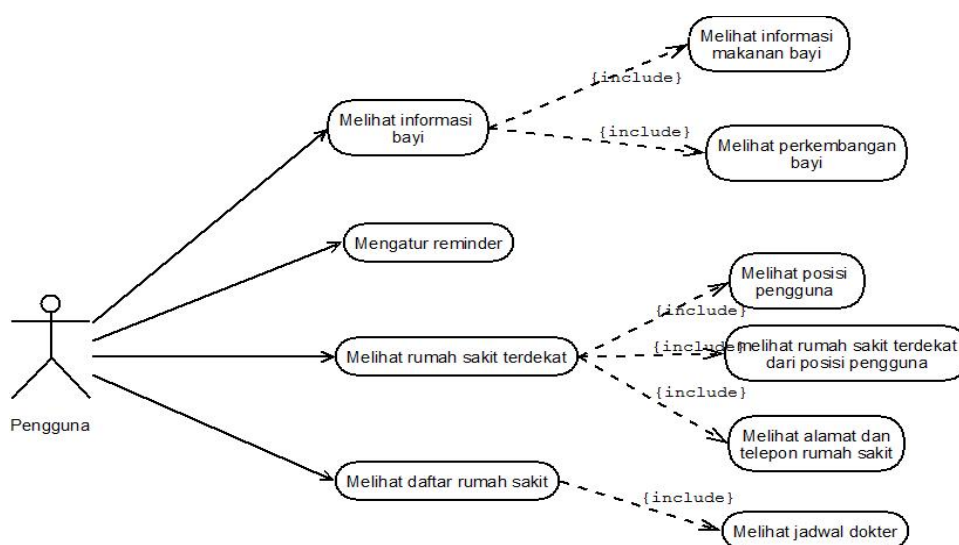 Melihat informasi
makanan bayi
{include}
Melihat informasi
bayi
{include}
Melihat perkembangan
bayi
Mengatur reminder
Melihat posisi
pengguna
{include}
Melihat rumah sakit terdekat
{include}
melihat rumah sakit terdekat
dari posisi pengguna
{include}
Melihat alamat dan
telepon rumah sakit
Pengguna
Melihat daftar rumah sakit
{include}
Melihat jadwal dokter